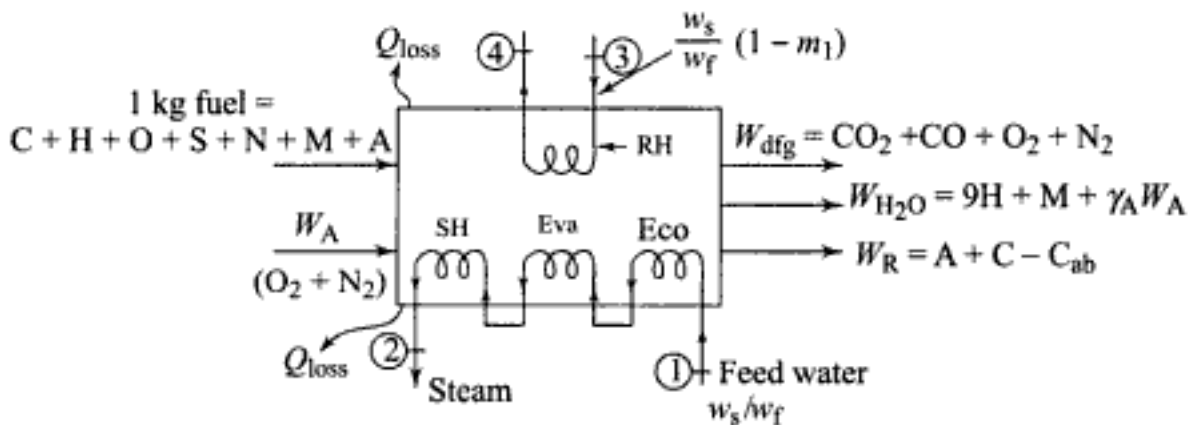 Q_loss
④
③
w_s/w_f (1 – m_1)
1 kg fuel =
C + H + O + S + N + M + A
RH
W_dfg = CO_2 +CO + O_2 + N_2
W_H_2O = 9H + M + γ_A W_A
W_A
SH
Eva
Eco
W_R = A + C – C_ab
(O_2 + N_2)
Q_loss
②
Steam
①
Feed water
w_s/w_f